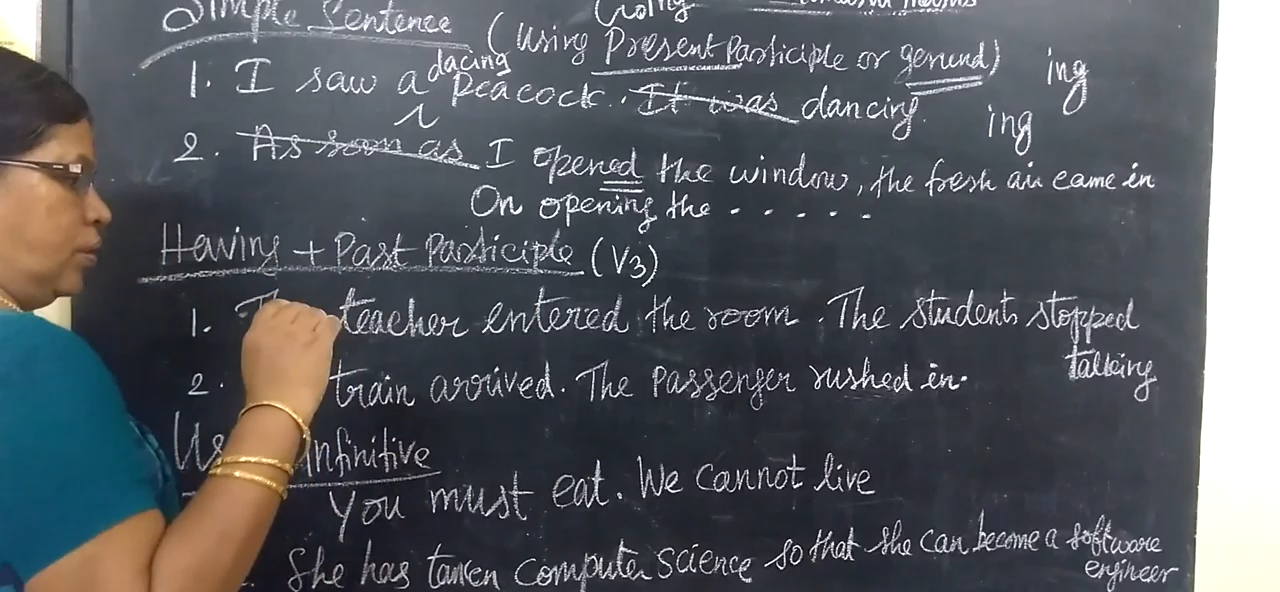 Simple Sentence (Using Present Participle or gerund) ing
dacing
1. I saw a peacock. It was dancing. ing
2. As soon as I opened the window, the fresh air came in
On opening the . . . . .
Having + Past Participle (V3)
1. teacher entered the room. The students stopped
talking
2. train arrived. The Passenger rushed in.
Infinitive
You must eat. We cannot live
She has taken Computer Science so that she can become a software
engineer